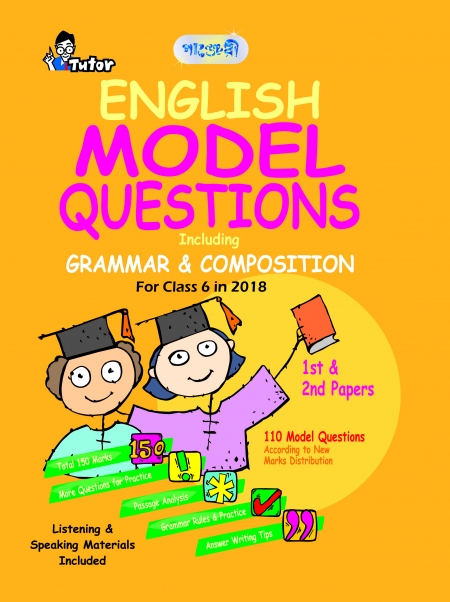 Tutor
পাঞ্জেরী
ENGLISH
MODEL
QUESTIONS
Including
GRAMMAR & COMPOSITION
For Class 6 in 2018
1st &
2nd Papers
110 Model Questions
According to New
Marks Distribution
Total 150 Marks
150
More Questions for Practice
Passage Analysis
Grammar Rules & Practice
Answer Writing Tips
Listening &
Speaking Materials
Included